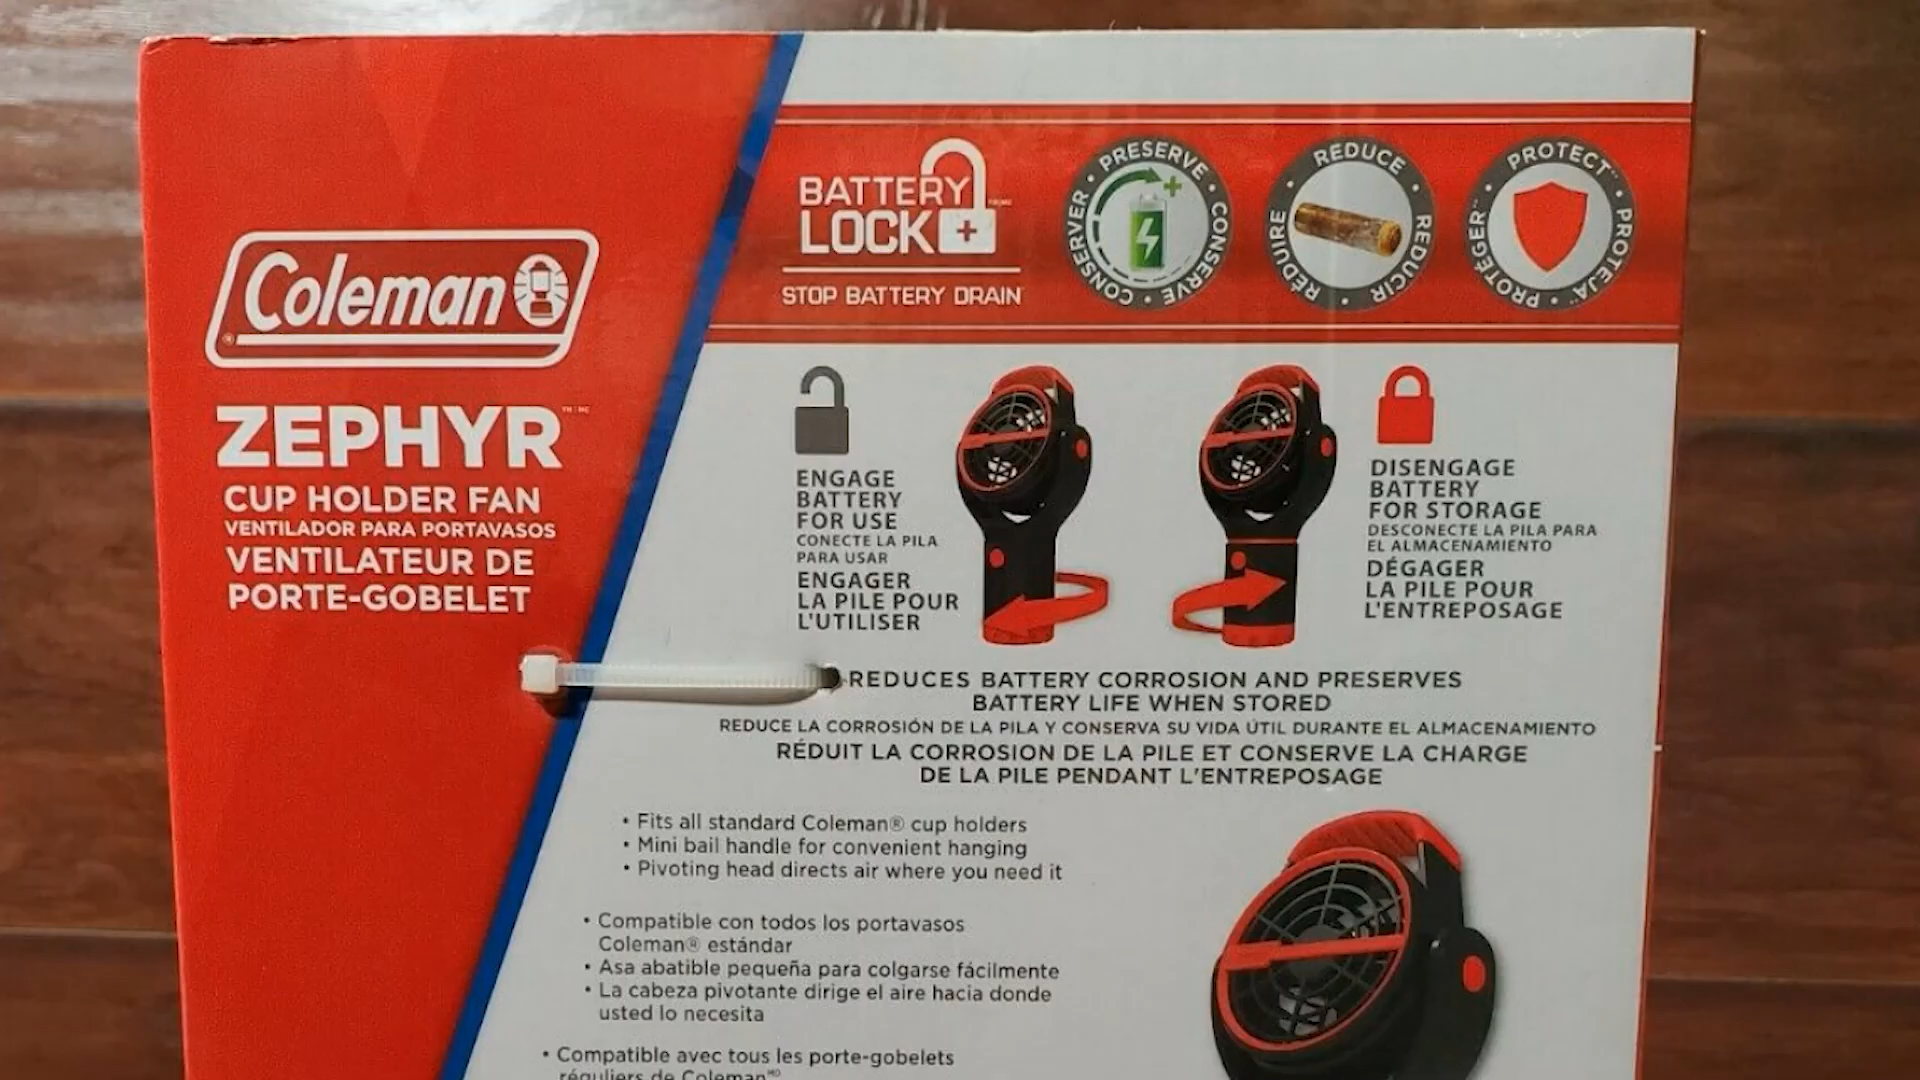 Coleman®
ZEPHYR™/MC
CUP HOLDER FAN
VENTILADOR PARA PORTAVASOS
VENTILATEUR DE
PORTE-GOBELET
BATTERY
LOCK
STOP BATTERY DRAIN
PRESERVE • CONSERVE • CONSERVER •
REDUCE • REDUCIR • RÉDUIRE •
PROTECT** • PROTEJA** • PROTÉGER** •
ENGAGE
BATTERY
FOR USE
CONECTE LA PILA
PARA USAR
ENGAGER
LA PILE POUR
L'UTILISER
DISENGAGE
BATTERY
FOR STORAGE
DESCONECTE LA PILA PARA
EL ALMACENAMIENTO
DÉGAGER
LA PILE POUR
L'ENTREPOSAGE
REDUCES BATTERY CORROSION AND PRESERVES
BATTERY LIFE WHEN STORED
REDUCE LA CORROSIÓN DE LA PILA Y CONSERVA SU VIDA ÚTIL DURANTE EL ALMACENAMIENTO
RÉDUIT LA CORROSION DE LA PILE ET CONSERVE LA CHARGE
DE LA PILE PENDANT L'ENTREPOSAGE
• Fits all standard Coleman® cup holders
• Mini bail handle for convenient hanging
• Pivoting head directs air where you need it
• Compatible con todos los portavasos
Coleman® estándar
• Asa abatible pequeña para colgarse fácilmente
• La cabeza pivotante dirige el aire hacia donde
usted lo necesita
• Compatible avec tous les porte-gobelets
réguliers de Coleman MD